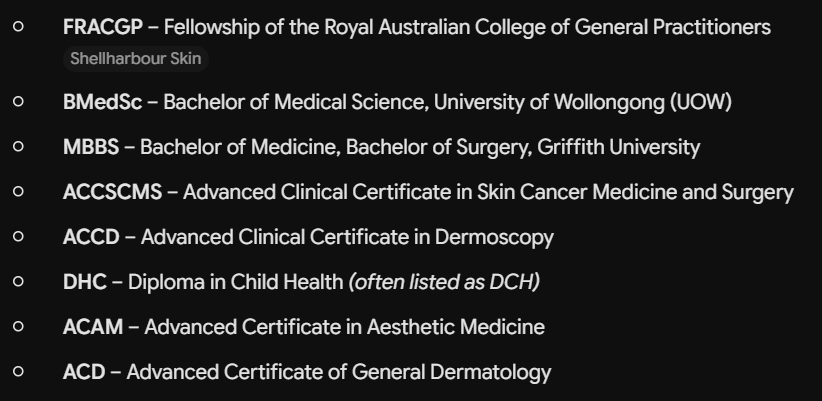 FRACGP – Fellowship of the Royal Australian College of General Practitioners
Shellharbour Skin
BMedSc – Bachelor of Medical Science, University of Wollongong (UOW)
MBBS – Bachelor of Medicine, Bachelor of Surgery, Griffith University
ACCSCMS – Advanced Clinical Certificate in Skin Cancer Medicine and Surgery
ACCD – Advanced Clinical Certificate in Dermoscopy
DHC – Diploma in Child Health (often listed as DCH)
ACAM – Advanced Certificate in Aesthetic Medicine
ACD – Advanced Certificate of General Dermatology